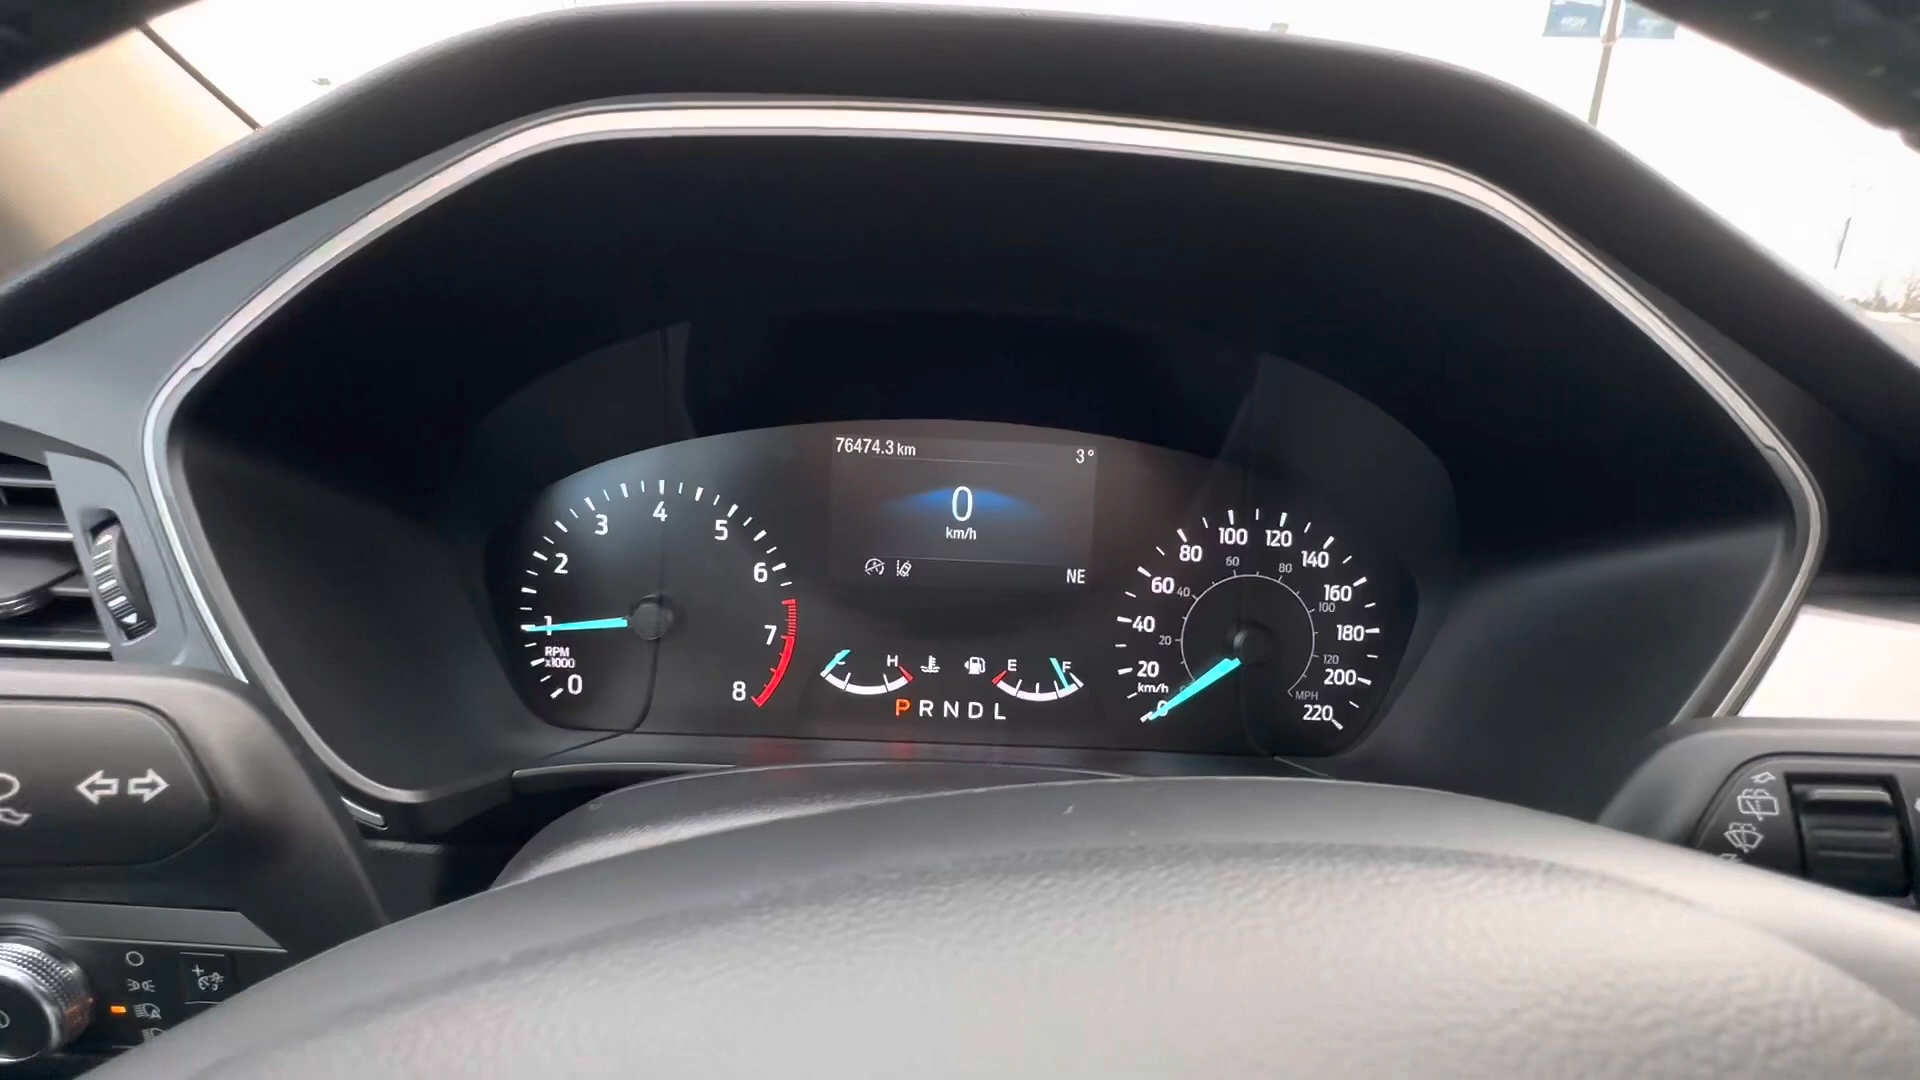 76474.3 km 3°
0
km/h
NE
0 1 2 3 4 5 6 7 8
RPM
x1000
C H E F
P R N D L
0 20 40 60 80 100 120 140 160 180 200 220
km/h
20 40 60 80 100 120
MPH